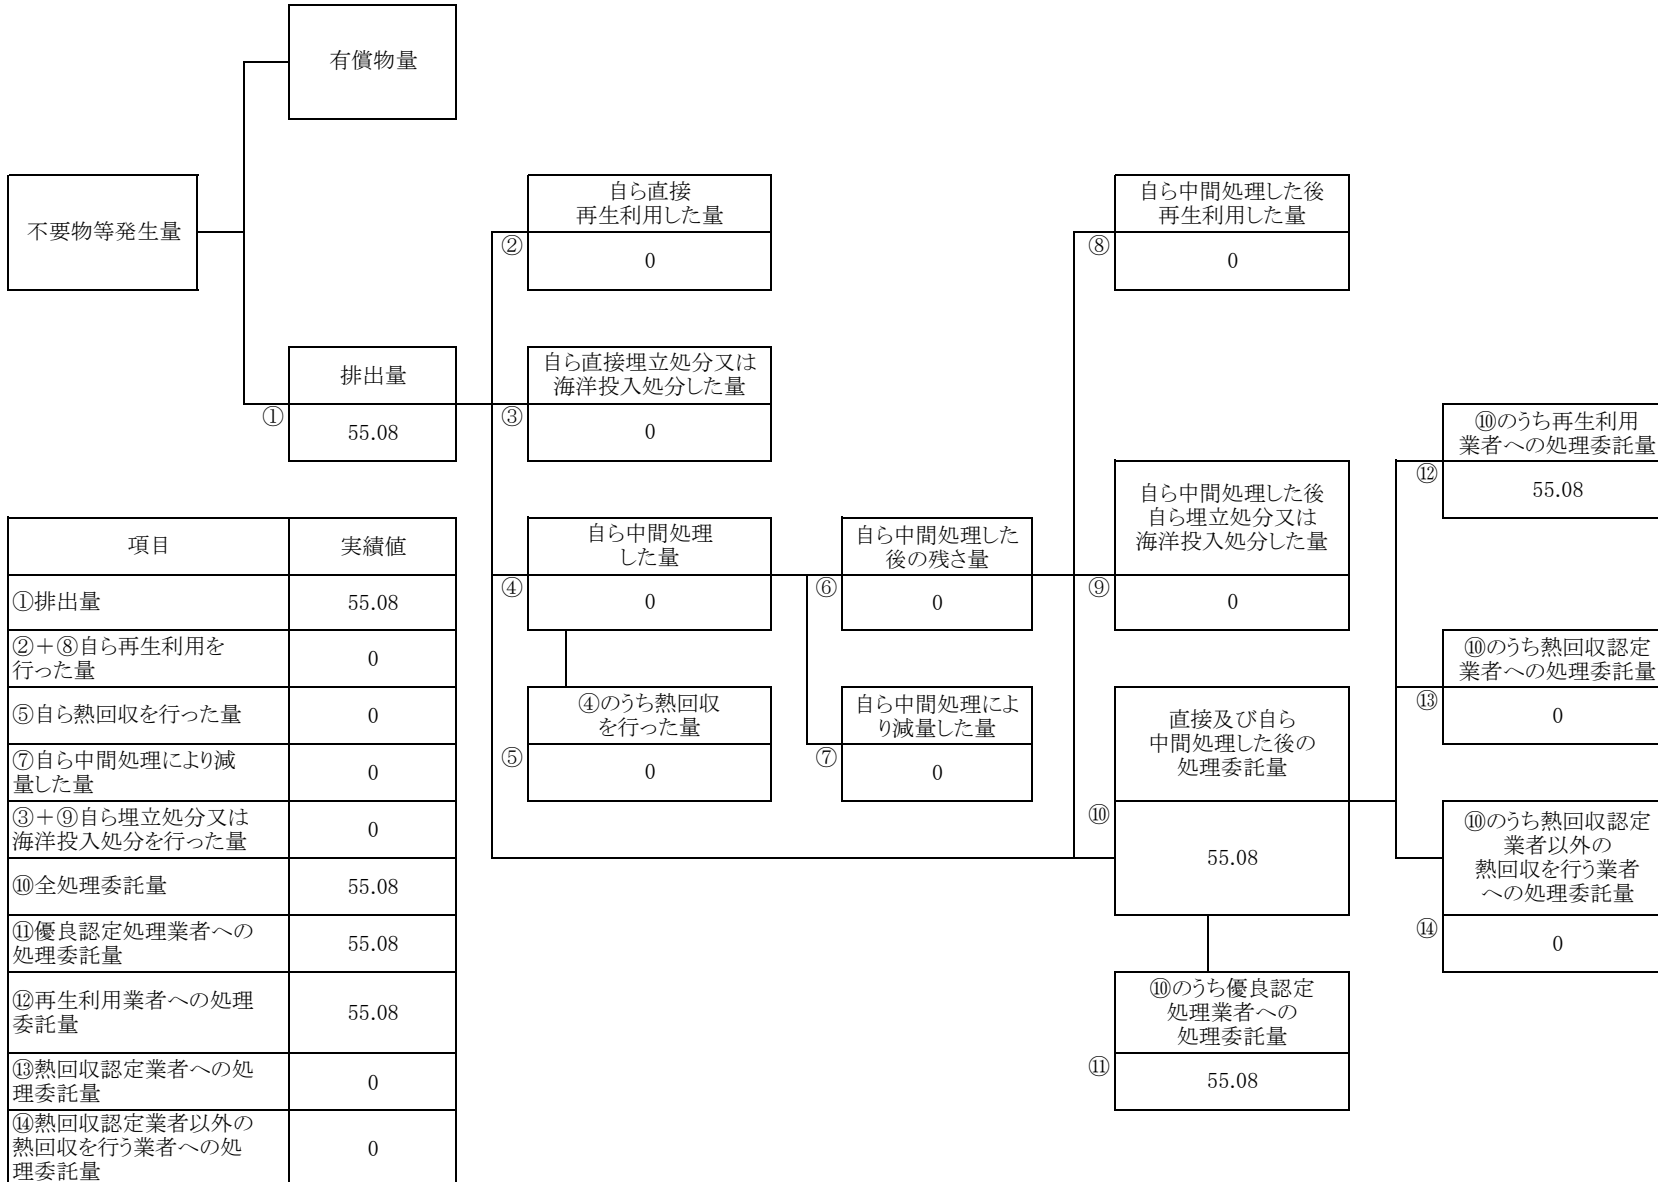 有償物量
不要物等発生量
自ら直接
再生利用した量
②
0
自ら中間処理した後
再生利用した量
⑧
0
排出量
①
55.08
自ら直接埋立処分又は
海洋投入処分した量
③
0
⑩のうち再生利用
業者への処理委託量
⑫
55.08
自ら中間処理
した量
④
0
自ら中間処理した
後の残さ量
⑥
0
自ら中間処理した後
自ら埋立処分又は
海洋投入処分した量
⑨
0
⑩のうち熱回収認定
業者への処理委託量
⑬
0
④のうち熱回収
を行った量
⑤
0
自ら中間処理によ
り減量した量
⑦
0
直接及び自ら
中間処理した後の
処理委託量
⑩
55.08
⑩のうち熱回収認定
業者以外の
熱回収を行う業者
への処理委託量
⑭
0
⑩のうち優良認定
処理業者への
処理委託量
⑪
55.08
項目 実績値
①排出量 55.08
②+⑧自ら再生利用を
行った量 0
⑤自ら熱回収を行った量 0
⑦自ら中間処理により減
量した量 0
③+⑨自ら埋立処分又は
海洋投入処分を行った量 0
⑩全処理委託量 55.08
⑪優良認定処理業者への
処理委託量 55.08
⑫再生利用業者への処理
委託量 55.08
⑬熱回収認定業者への処
理委託量 0
⑭熱回収認定業者以外の
熱回収を行う業者への処
理委託量 0